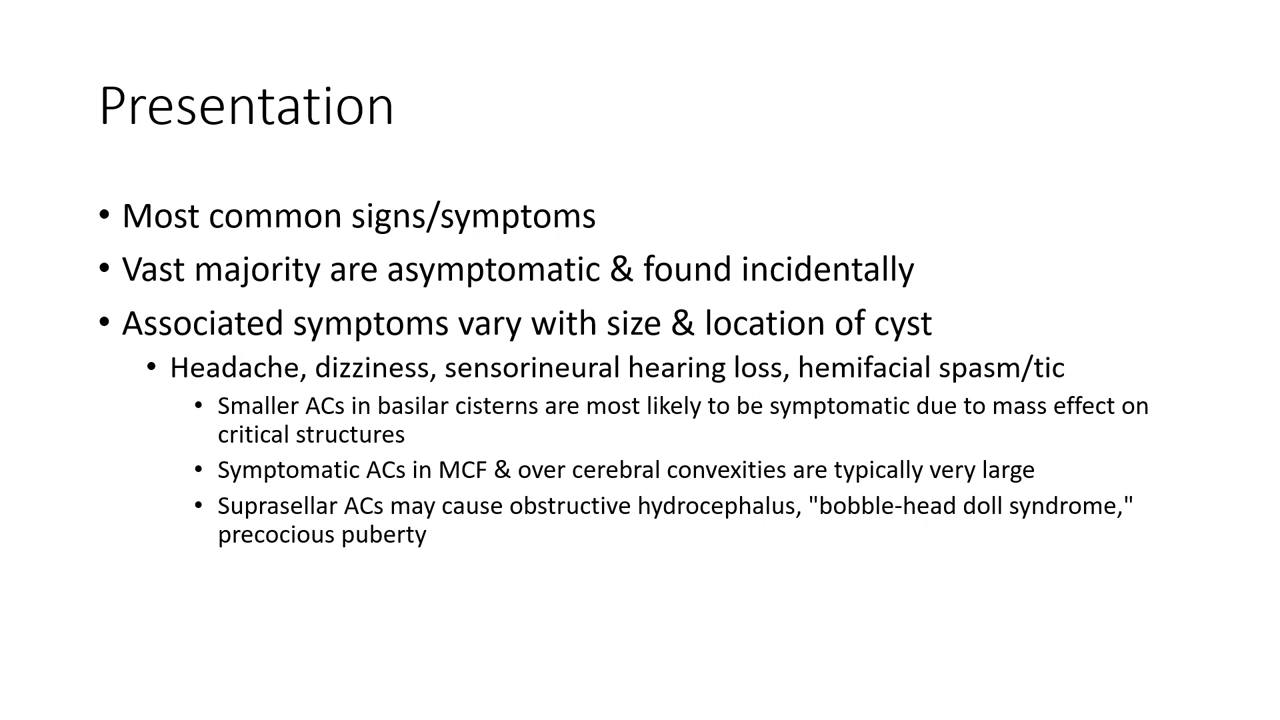 Presentation
• Most common signs/symptoms
• Vast majority are asymptomatic & found incidentally
• Associated symptoms vary with size & location of cyst
• Headache, dizziness, sensorineural hearing loss, hemifacial spasm/tic
• Smaller ACs in basilar cisterns are most likely to be symptomatic due to mass effect on
critical structures
• Symptomatic ACs in MCF & over cerebral convexities are typically very large
• Suprasellar ACs may cause obstructive hydrocephalus, "bobble-head doll syndrome,"
precocious puberty